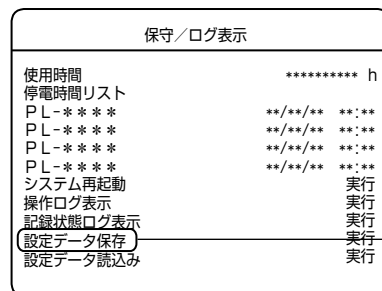 保守／ログ表示
使用時間 ********** h
停電時間リスト
ＰＬ-＊＊＊＊ **/**/** **:**
ＰＬ-＊＊＊＊ **/**/** **:**
ＰＬ-＊＊＊＊ **/**/** **:**
ＰＬ-＊＊＊＊ **/**/** **:**
システム再起動 実行
操作ログ表示 実行
記録状態ログ表示 実行
設定データ保存 実行
設定データ読込み 実行